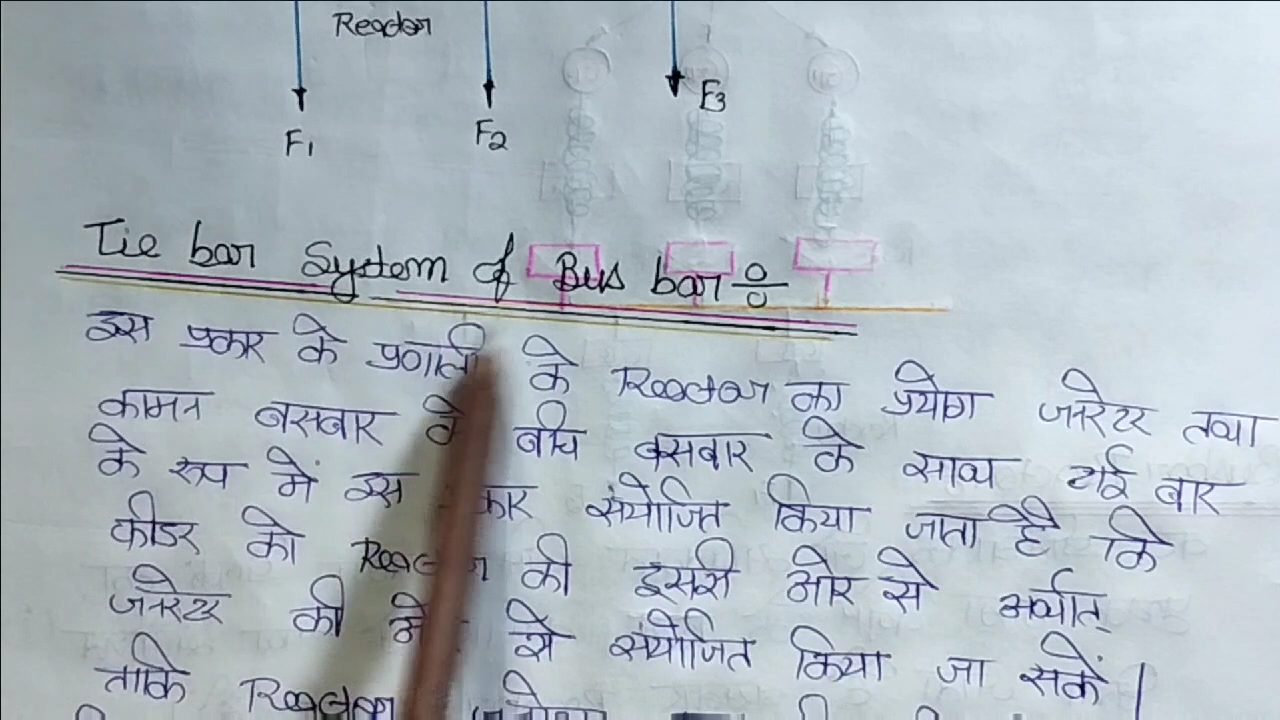 Reactor
F3
F1
F2
Tie bar System of Bus bar ÷
इस प्रकार के प्रणाली के Reactor का प्रयोग जनरेटर तथा
कामन बसबार के बीच बसबार के साथ टाई बार
के रूप में इस संयोजित किया जाता है कि
फीडर को Reactor की दूसरी ओर से अर्थात्
जनरेटर की से संयोजित किया जा सकें |
ताकि Reactor